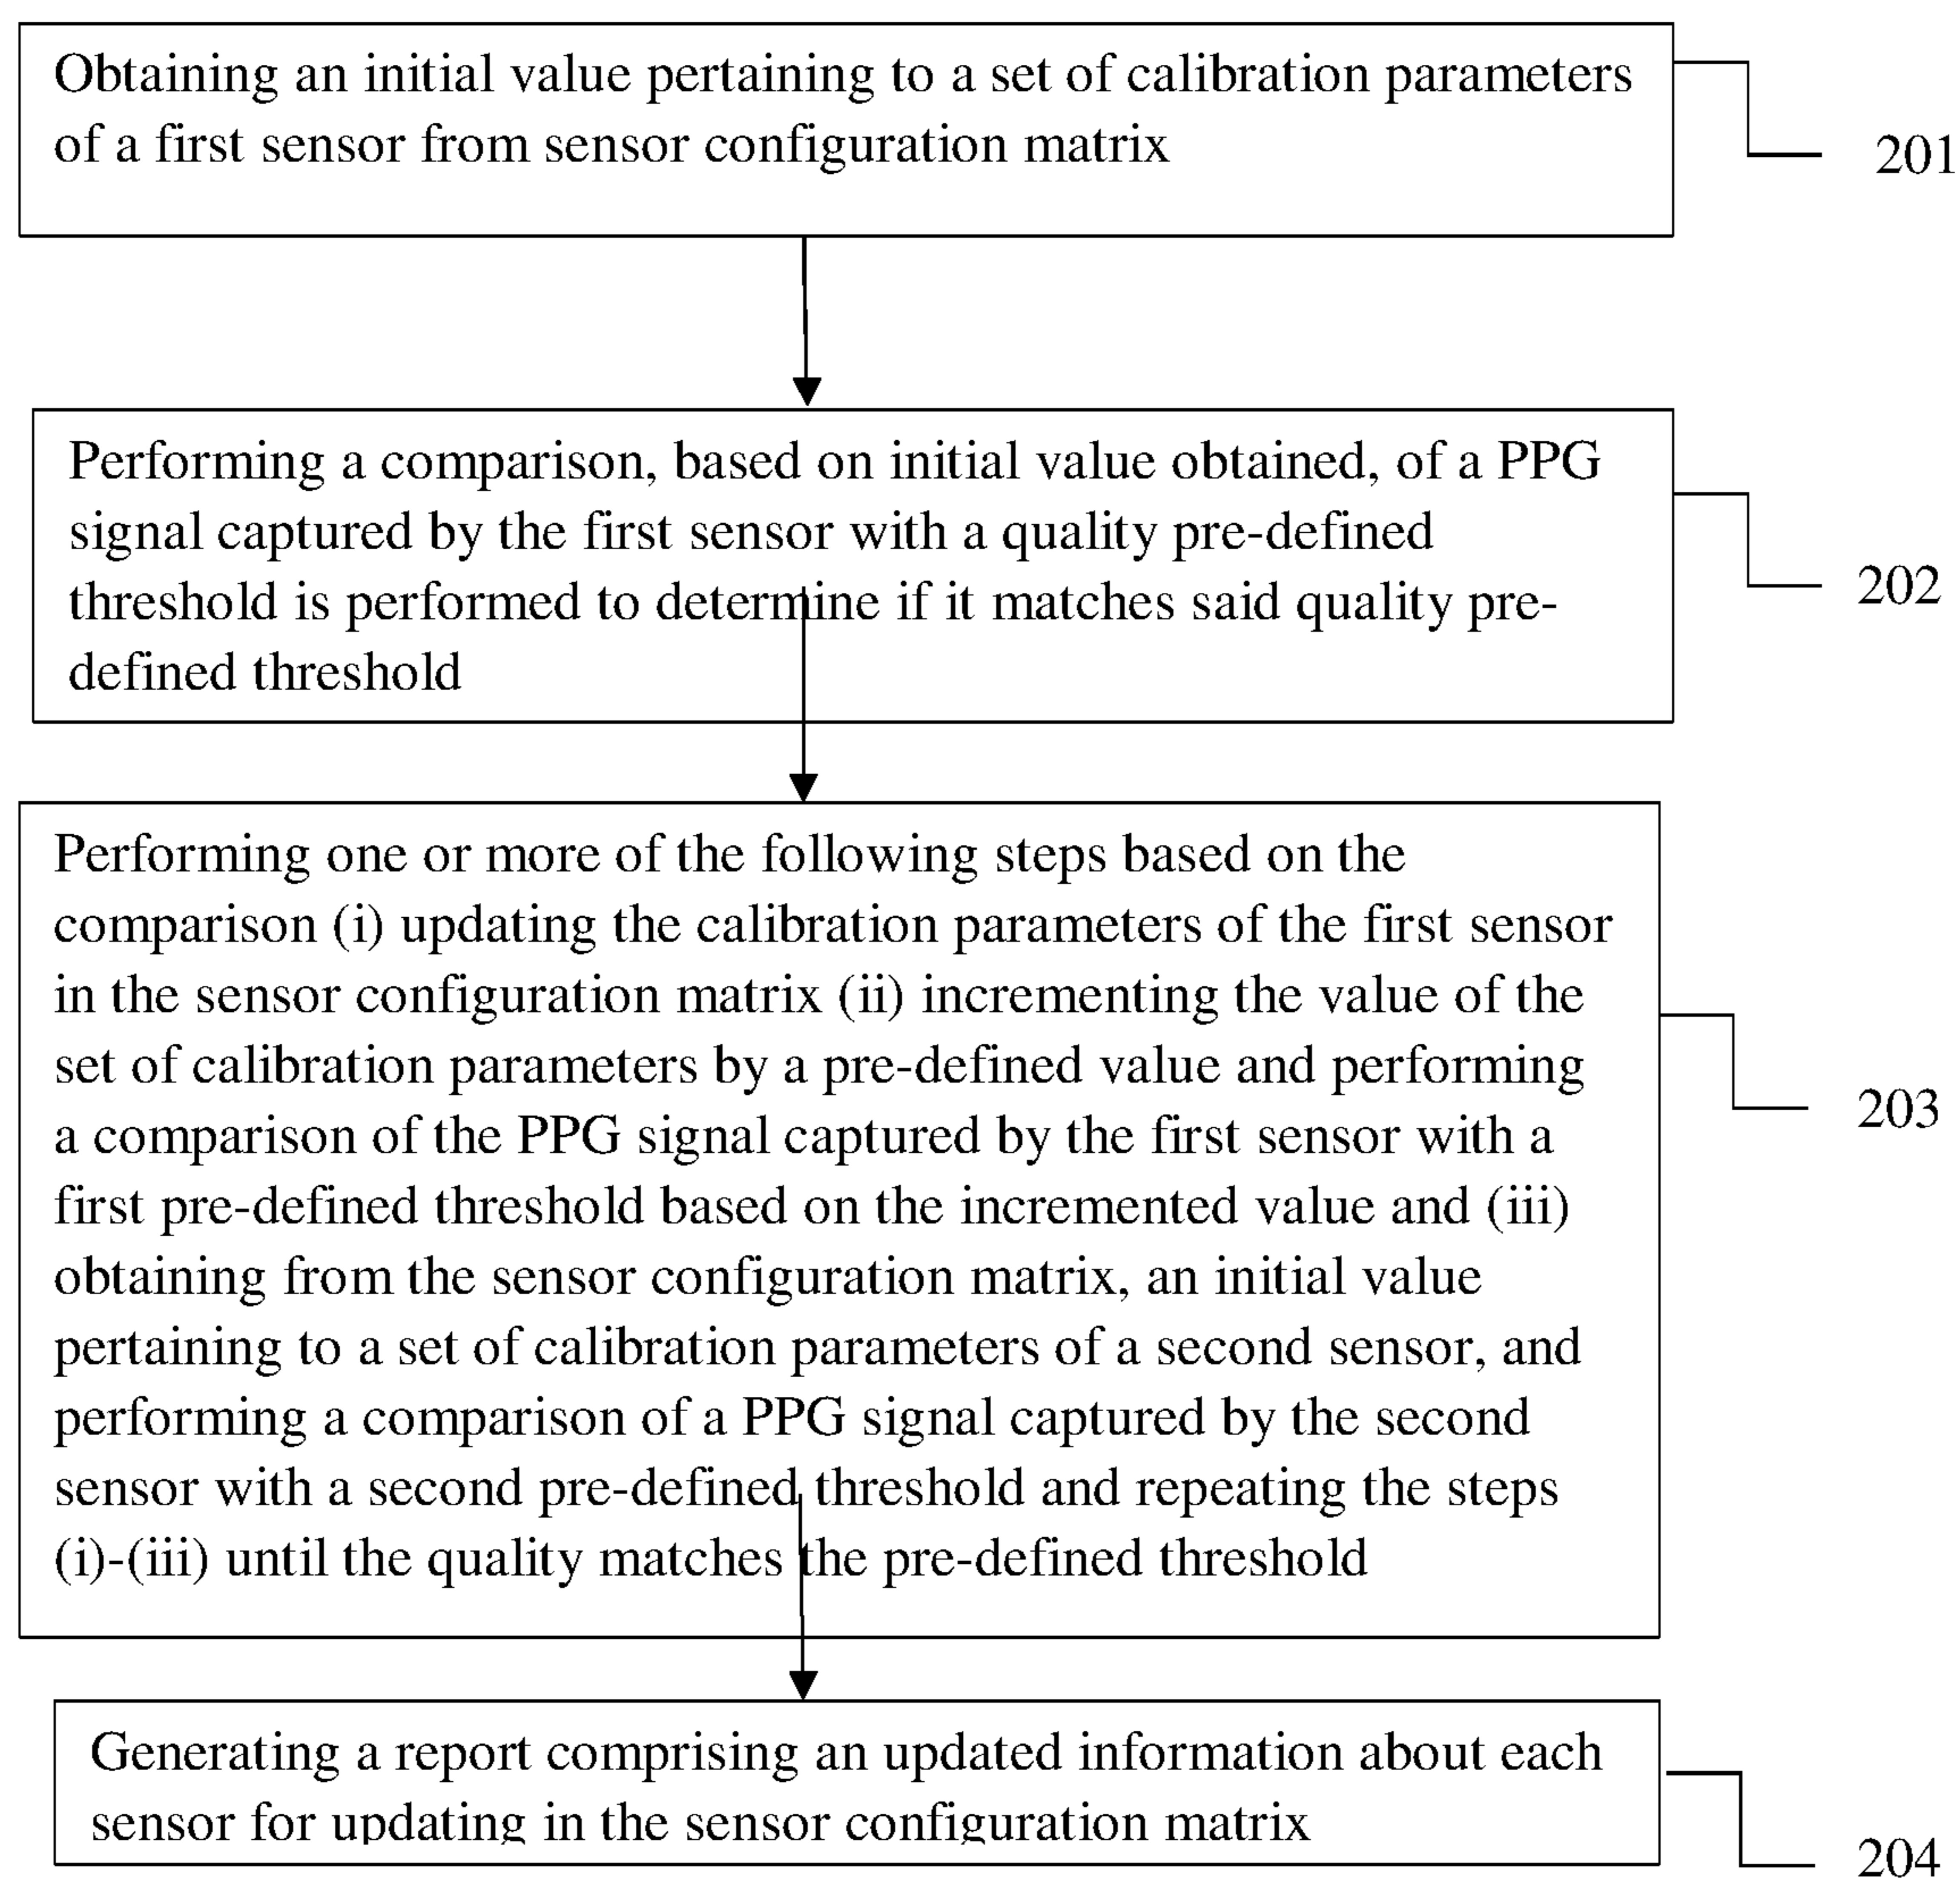 Obtaining an initial value pertaining to a set of calibration parameters
of a first sensor from sensor configuration matrix
201
Performing a comparison, based on initial value obtained, of a PPG
signal captured by the first sensor with a quality pre-defined
threshold is performed to determine if it matches said quality pre-
defined threshold
202
Performing one or more of the following steps based on the
comparison (i) updating the calibration parameters of the first sensor
in the sensor configuration matrix (ii) incrementing the value of the
set of calibration parameters by a pre-defined value and performing
a comparison of the PPG signal captured by the first sensor with a
first pre-defined threshold based on the incremented value and (iii)
obtaining from the sensor configuration matrix, an initial value
pertaining to a set of calibration parameters of a second sensor, and
performing a comparison of a PPG signal captured by the second
sensor with a second pre-defined threshold and repeating the steps
(i)-(iii) until the quality matches the pre-defined threshold
203
Generating a report comprising an updated information about each
sensor for updating in the sensor configuration matrix
204